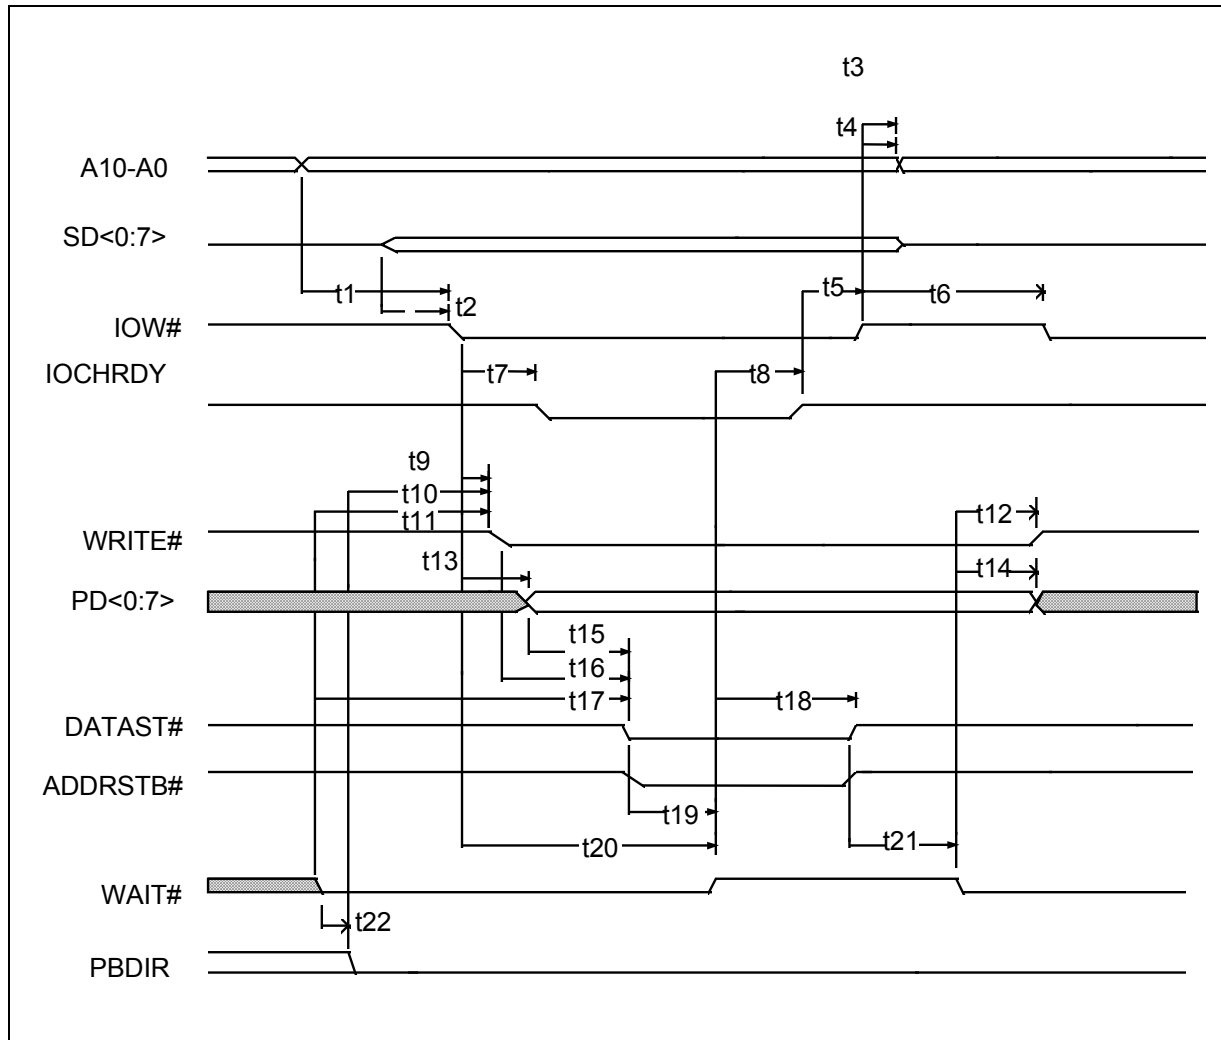 t3
t4
A10-A0
SD<0:7>
t1
t2
t5
t6
IOW#
IOCHRDY
t7
t8
t9
t10
t11
t12
WRITE#
t13
t14
PD<0:7>
t15
t16
t17
t18
DATAST#
ADDRSTB#
t19
t20
t21
WAIT#
t22
PBDIR